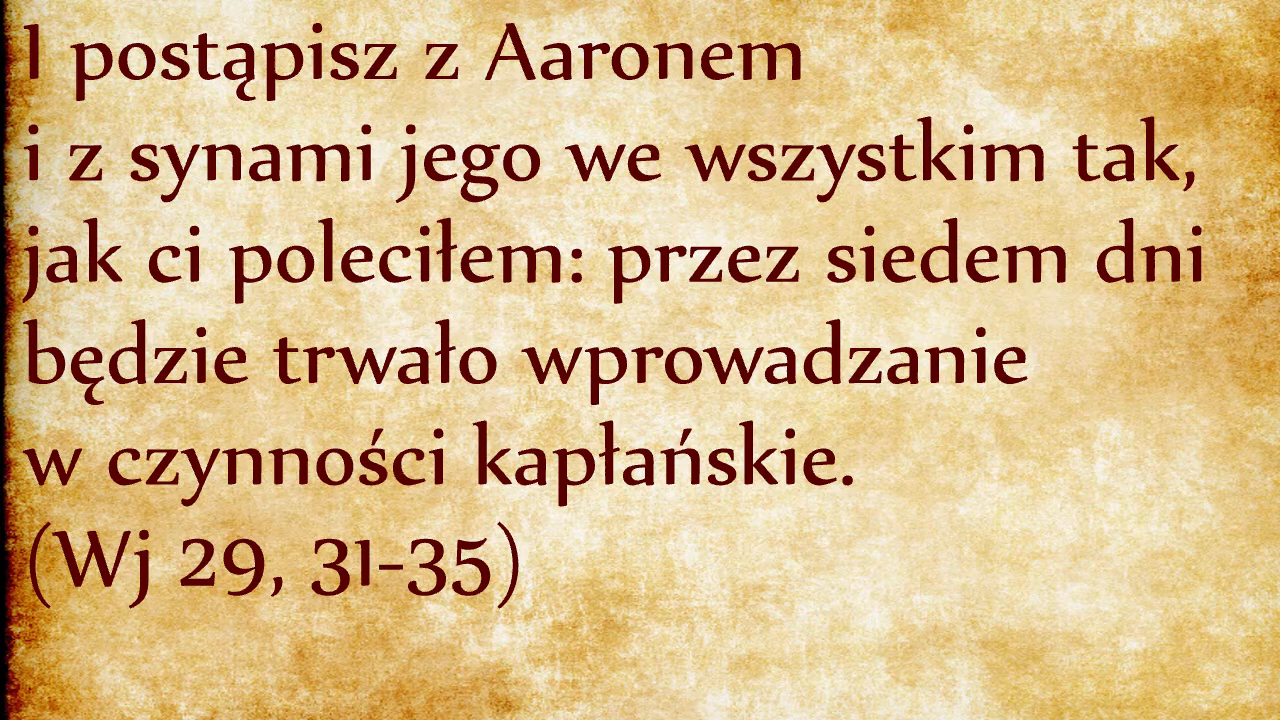 I postąpisz z Aaronem
i z synami jego we wszystkim tak,
jak ci poleciłem: przez siedem dni
będzie trwało wprowadzanie
w czynności kapłańskie.
(Wj 29, 31-35)